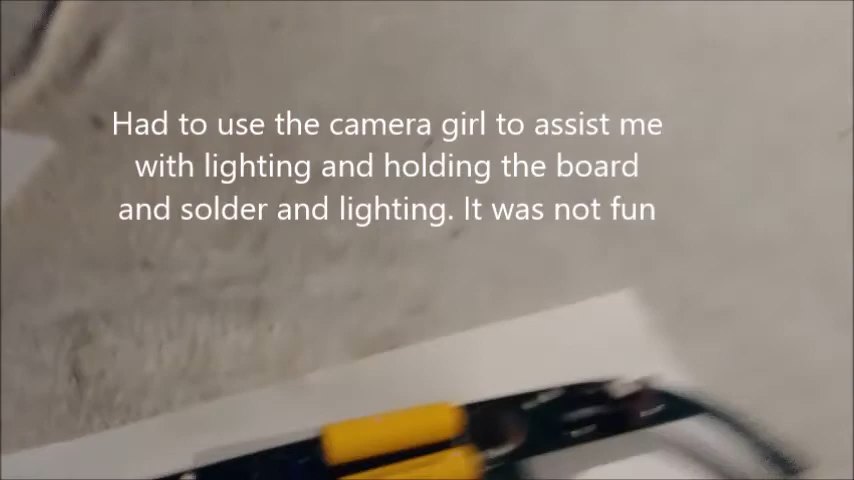 Had to use the camera girl to assist me
with lighting and holding the board
and solder and lighting. It was not fun